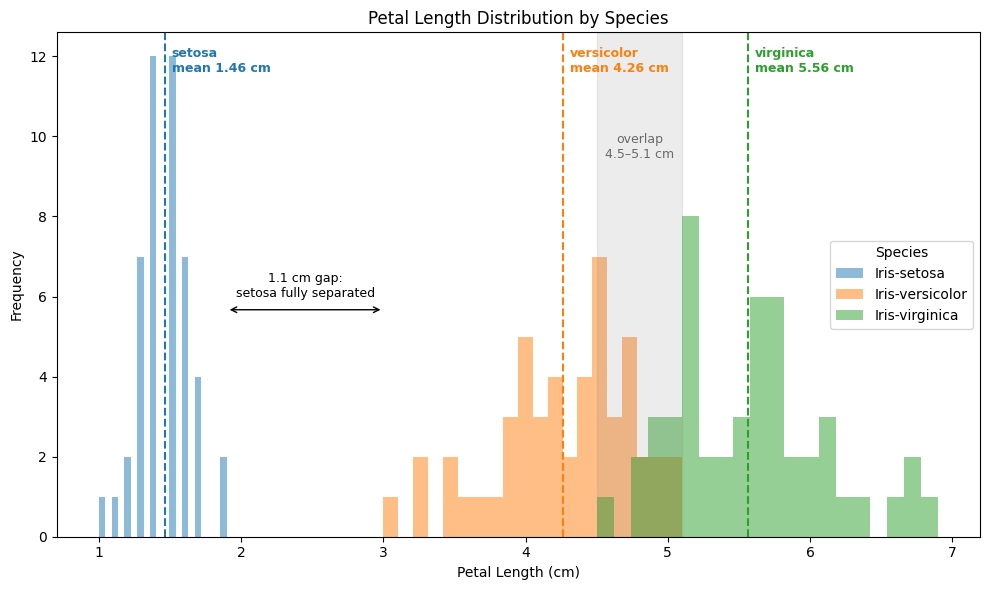 Petal Length Distribution by Species
setosa
mean 1.46 cm
versicolor
mean 4.26 cm
virginica
mean 5.56 cm
overlap
4.5–5.1 cm
1.1 cm gap:
setosa fully separated
Species
Iris-setosa
Iris-versicolor
Iris-virginica
Frequency
12
10
8
6
4
2
0
1
2
3
4
5
6
7
Petal Length (cm)